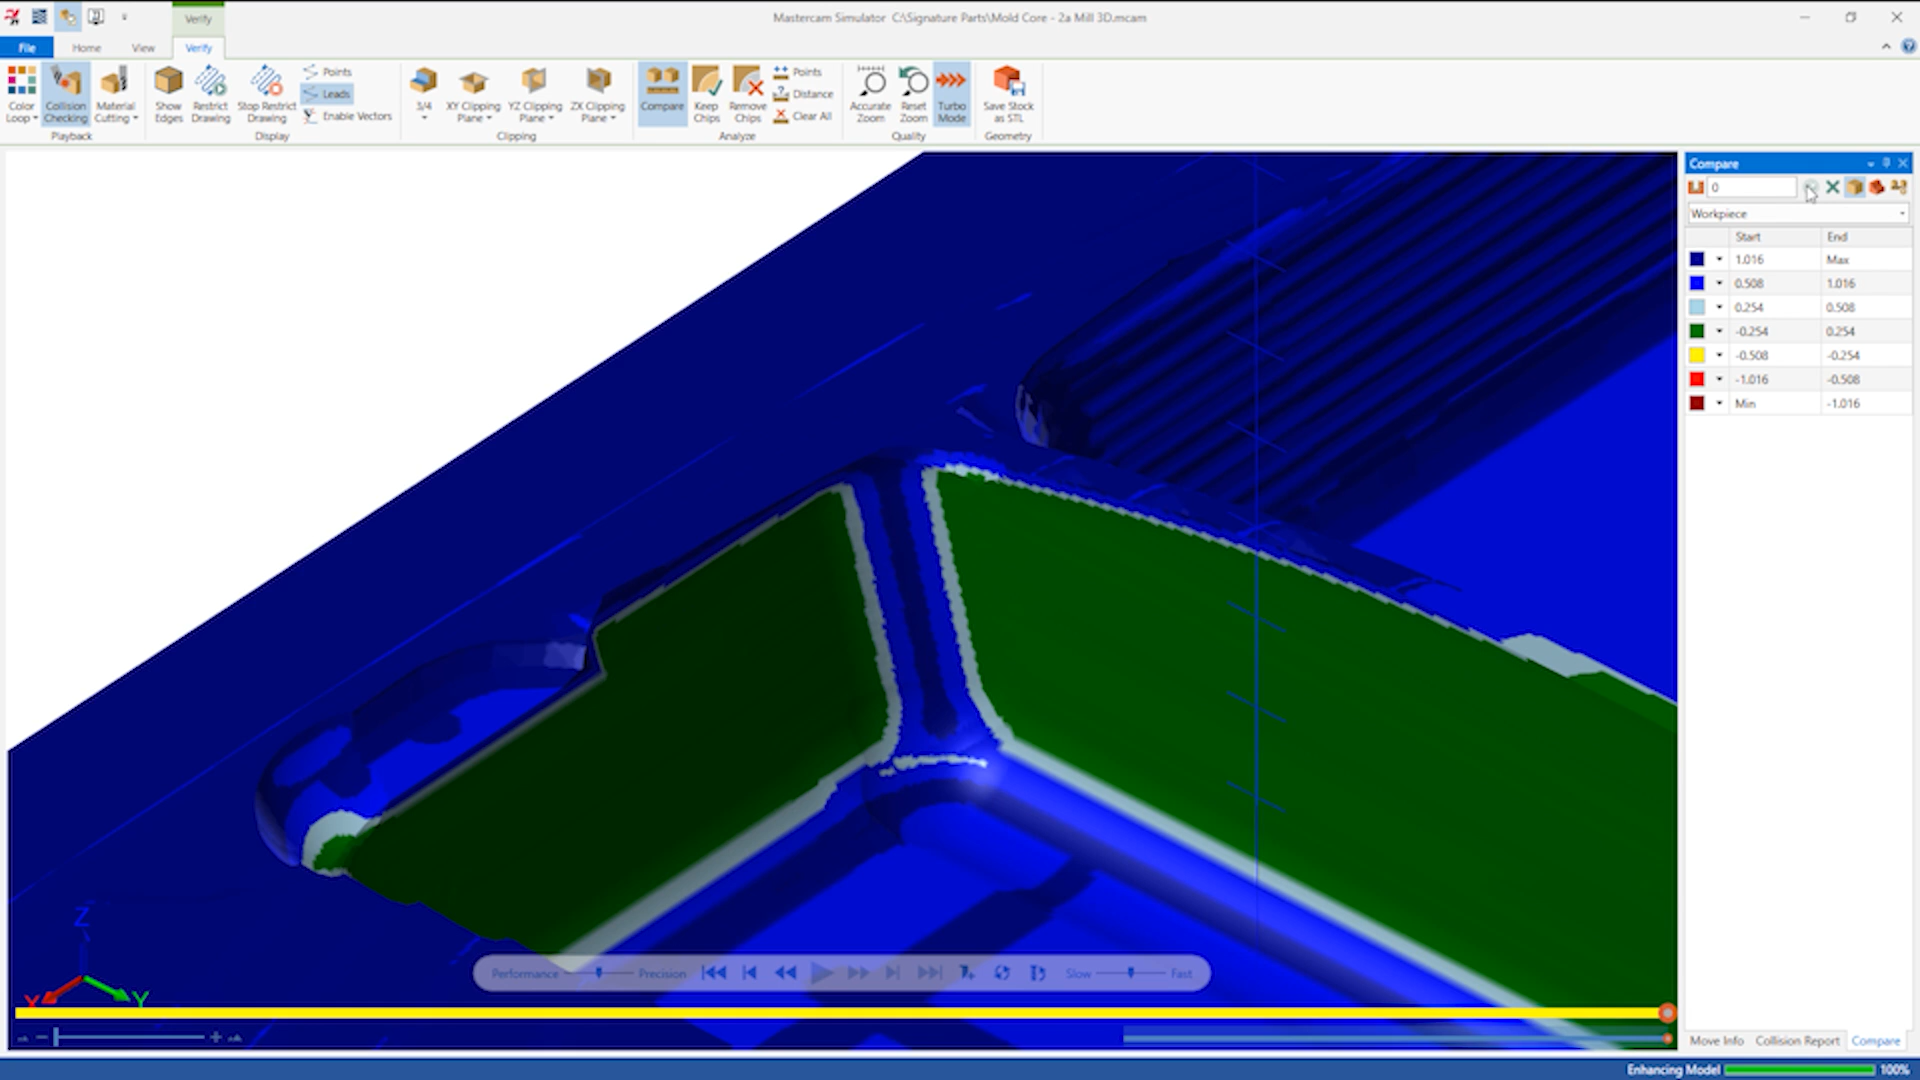 Verify
Mastercam Simulator C:\Signature Parts\Mold Core - 2a Mill 3D.mcam
File Home View Verify
Color Loop
Collision Checking
Material Cutting
Playback
Show Edges
Restrict Drawing
Stop Restrict Drawing
Points
Leads
Enable Vectors
Display
3/4
XY Clipping Plane
YZ Clipping Plane
ZX Clipping Plane
Clipping
Compare
Keep Chips
Remove Chips
Points
Distance
Clear All
Analyze
Accurate Zoom
Reset Zoom
Turbo Mode
Quality
Save Stock as STL
Geometry
Compare
0
Workpiece
Start End
1.016 Max
0.508 1.016
0.254 0.508
-0.254 0.254
-0.508 -0.254
-1.016 -0.508
Min -1.016
Z
X Y
Performance Precision Slow Fast
Move Info Collision Report Compare
Enhancing Model 100%